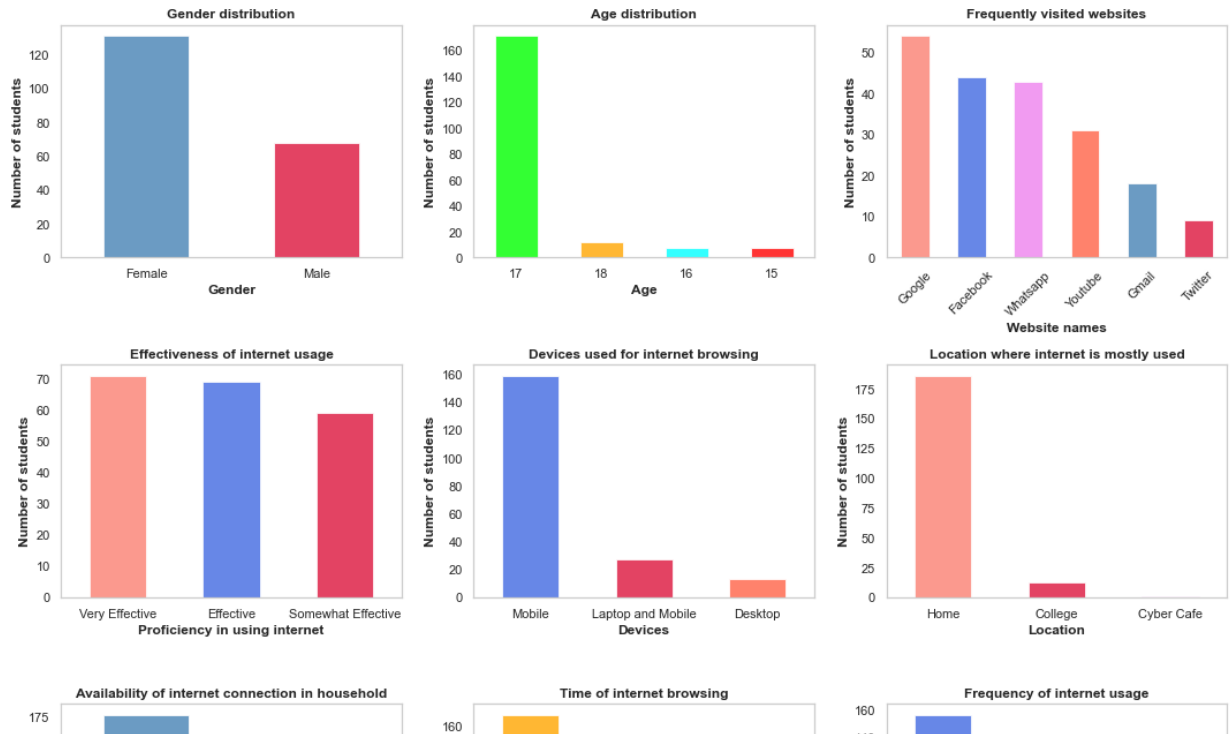 Gender distribution
Number of students
120
100
80
60
40
20
0
Female Male
Gender
Age distribution
Number of students
160
140
120
100
80
60
40
20
0
17 18 16 15
Age
Frequently visited websites
Number of students
50
40
30
20
10
0
Google Facebook Whatsapp Youtube Gmail Twitter
Website names
Effectiveness of internet usage
Number of students
70
60
50
40
30
20
10
0
Very Effective Effective Somewhat Effective
Proficiency in using internet
Devices used for internet browsing
Number of students
160
140
120
100
80
60
40
20
0
Mobile Laptop and Mobile Desktop
Devices
Location where internet is mostly used
Number of students
175
150
125
100
75
50
25
0
Home College Cyber Cafe
Location
Availability of internet connection in household
175
Time of internet browsing
160
Frequency of internet usage
160